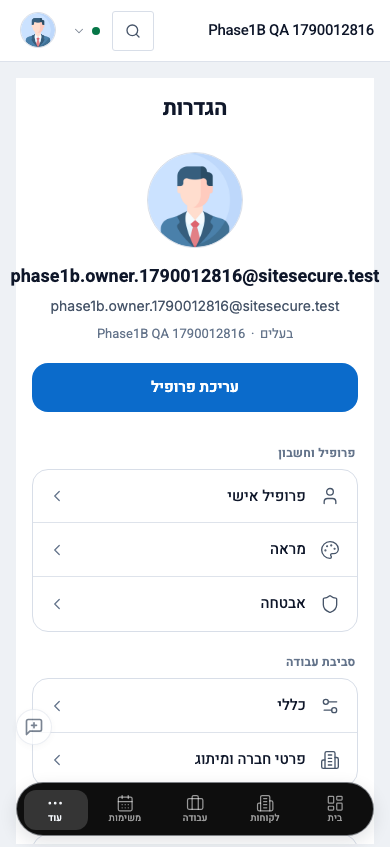 Phase1B QA 1790012816
הגדרות
phase1b.owner.1790012816@sitesecure.test
phase1b.owner.1790012816@sitesecure.test
בעלים · Phase1B QA 1790012816
עריכת פרופיל
פרופיל וחשבון
פרופיל אישי
מראה
אבטחה
סביבת עבודה
כללי
פרטי חברה ומיתוג
בית
לקוחות
עבודה
משימות
עוד